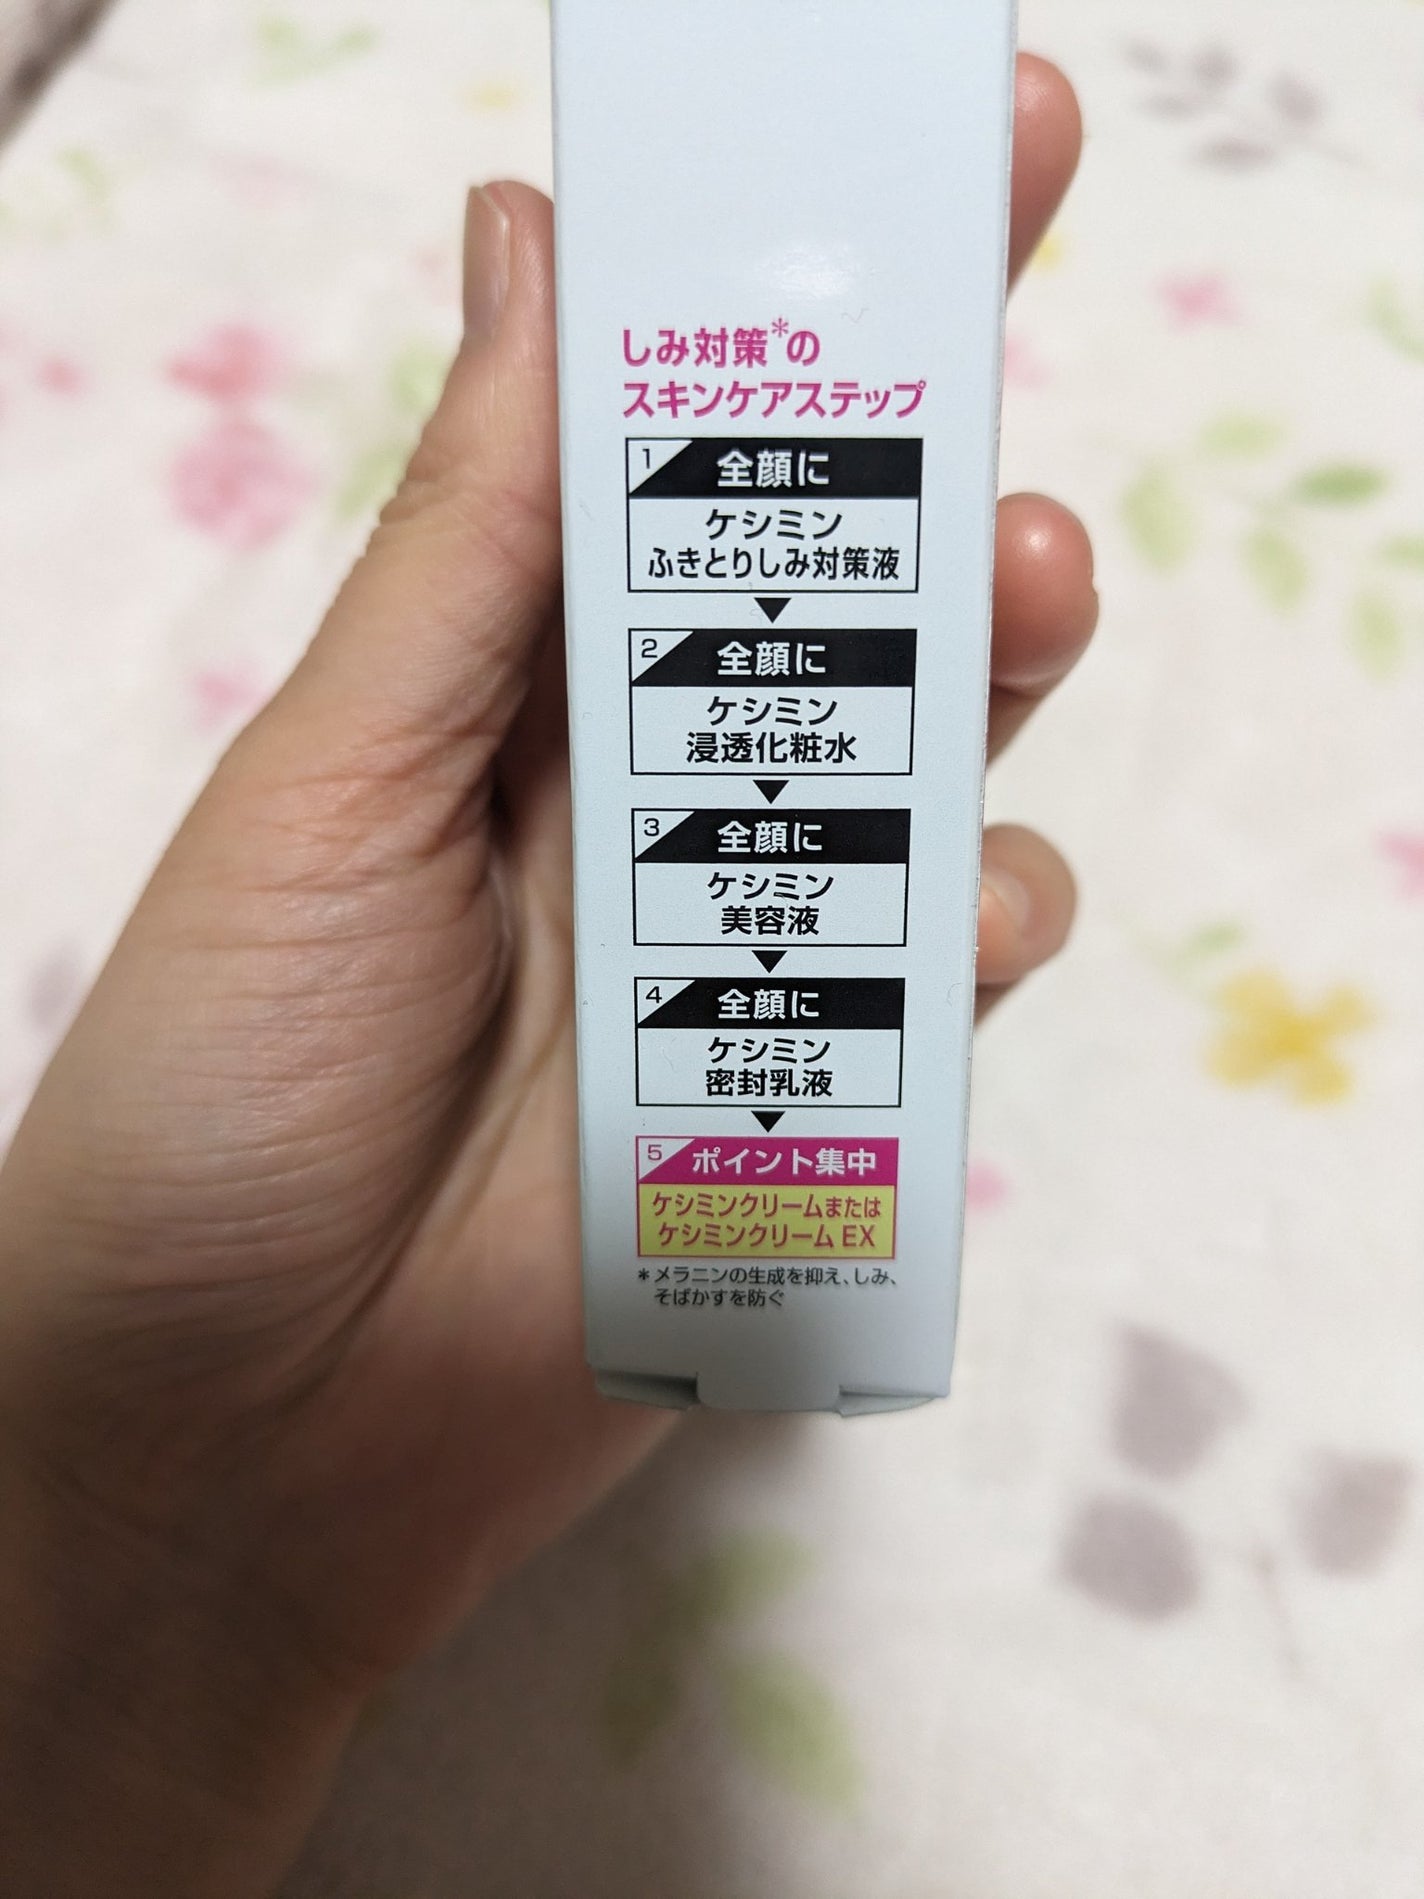 しみ対策*の
スキンケアステップ
1 全顔に
ケシミン
ふきとりしみ対策液
2 全顔に
ケシミン
浸透化粧水
3 全顔に
ケシミン
美容液
4 全顔に
ケシミン
密封乳液
5 ポイント集中
ケシミンクリームまたは
ケシミンクリーム EX
*メラニンの生成を抑え、しみ、
そばかすを防ぐ